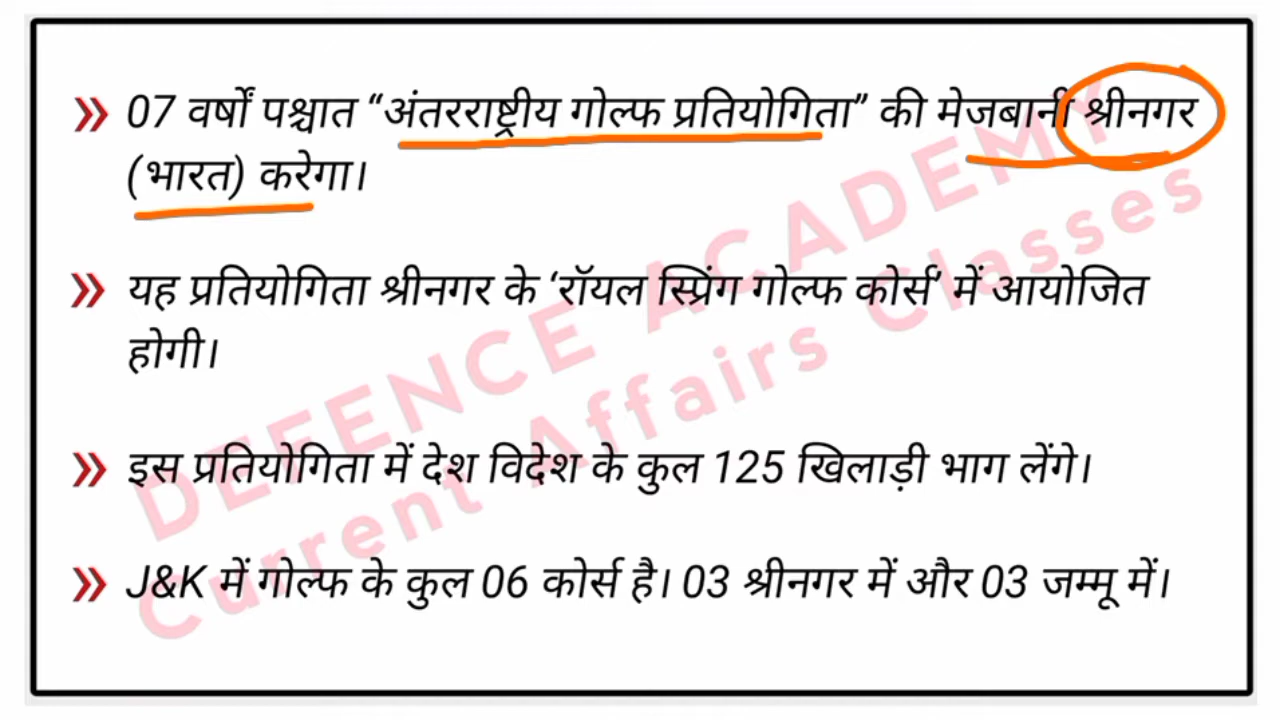 07 वर्षों पश्चात “अंतरराष्ट्रीय गोल्फ प्रतियोगिता” की मेजबानी श्रीनगर
(भारत) करेगा।
यह प्रतियोगिता श्रीनगर के ‘रॉयल स्प्रिंग गोल्फ कोर्स’ में आयोजित
होगी।
इस प्रतियोगिता में देश विदेश के कुल 125 खिलाड़ी भाग लेंगे।
J&K में गोल्फ के कुल 06 कोर्स है। 03 श्रीनगर में और 03 जम्मू में।
DEFENCE ACADEMY
Current Affairs Classes